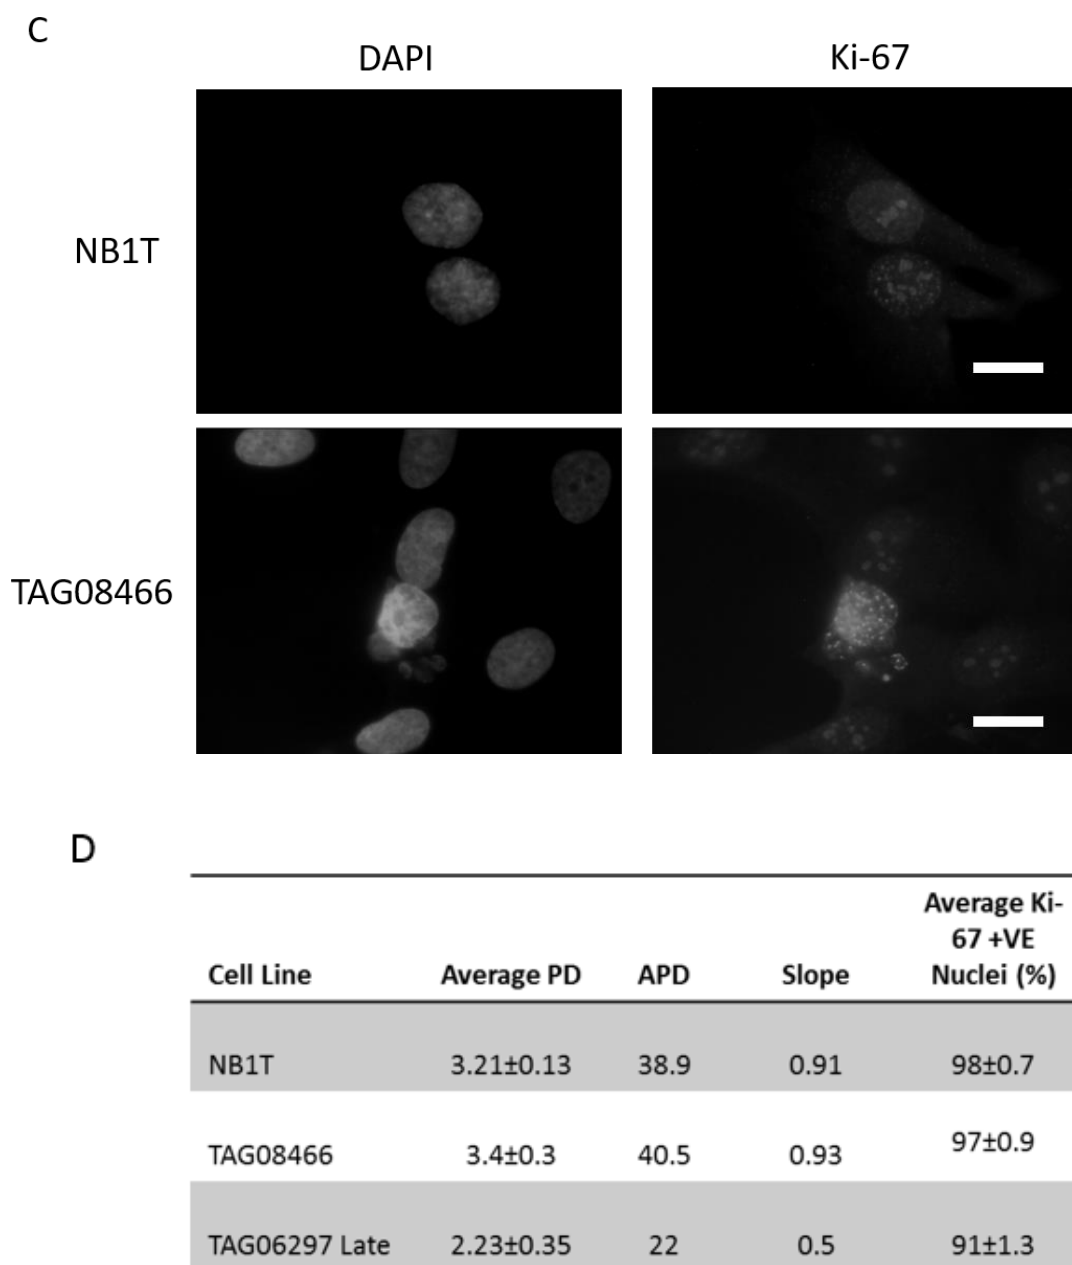 C
DAPI Ki-67
NB1T
TAG08466
D
Cell Line Average PD APD Slope Average Ki-
67 +VE
Nuclei (%)
NB1T 3.21±0.13 38.9 0.91 98±0.7
TAG08466 3.4±0.3 40.5 0.93 97±0.9
TAG06297 Late 2.23±0.35 22 0.5 91±1.3